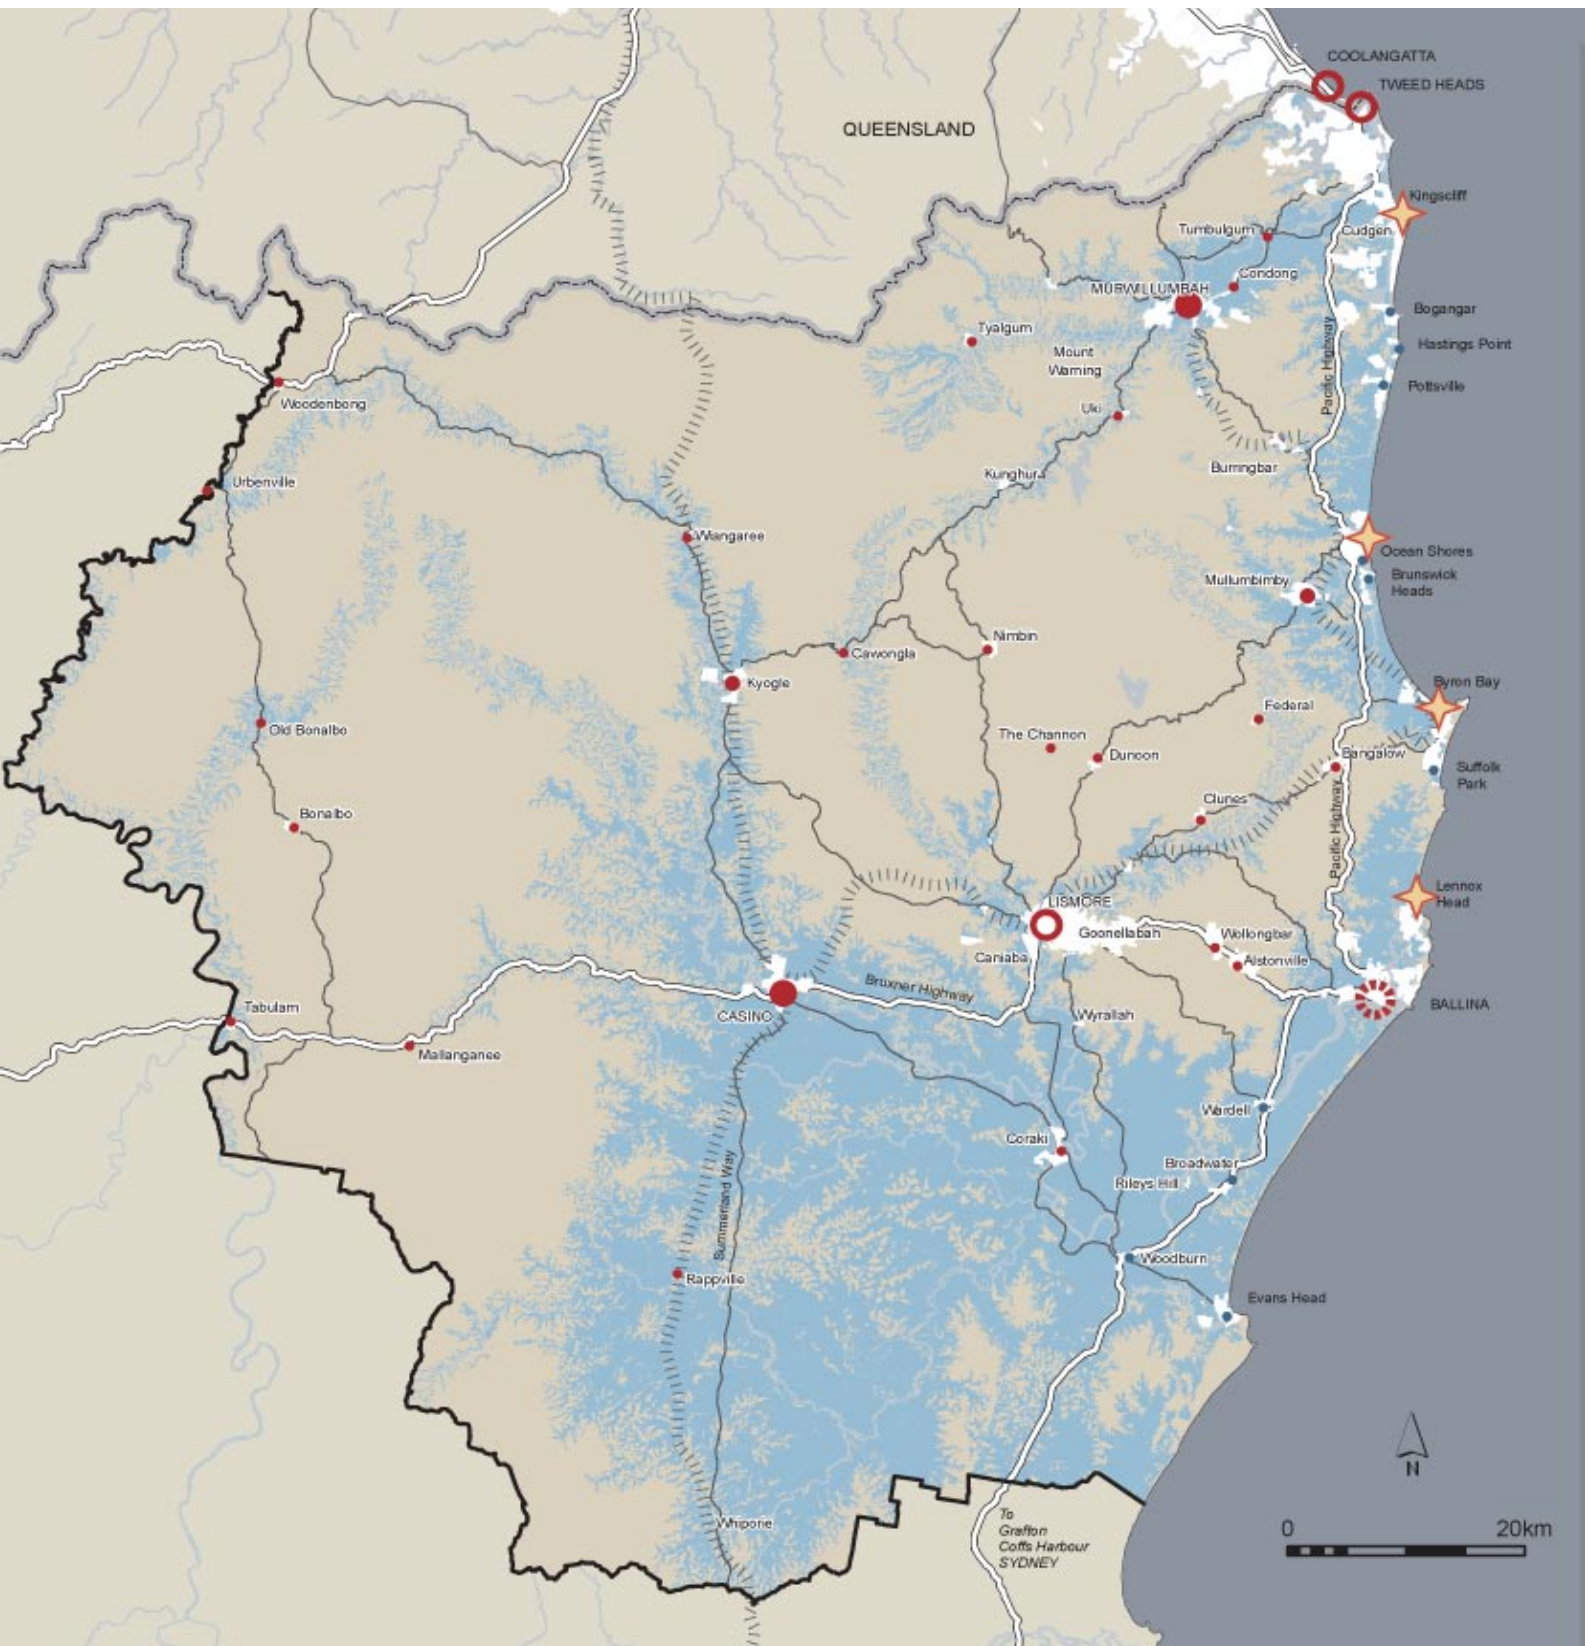 COOLANGATTA
TWEED HEADS
QUEENSLAND
Kingscliff
Tumbulgum
Cudgen
Condong
MURWILLUMBAH
Bogangar
Tyalgum
Hastings Point
Mount
Warning
Pacific Highway
Pottsville
Woodenbong
Uki
Burringbar
Kunghur
Urbenville
Wiangaree
Ocean Shores
Mullumbimby
Brunswick
Heads
Nimbin
Cawongla
Kyogle
Byron Bay
Federal
Old Bonalbo
The Channon
Dunoon
Bangalow
Suffolk
Park
Clunes
Bonalbo
Pacific Highway
Lennox
Head
LISMORE
Goonellabah
Wollongbar
Caniaba
Alstonville
Bruxner Highway
BALLINA
Tabulam
CASINO
Wyrallah
Mallanganee
Wardell
Coraki
Broadwater
Rileys Hill
Summerland Way
Woodburn
Rappville
Evans Head
N
Whiporie
To
Grafton
Coffs Harbour
SYDNEY
0 20km